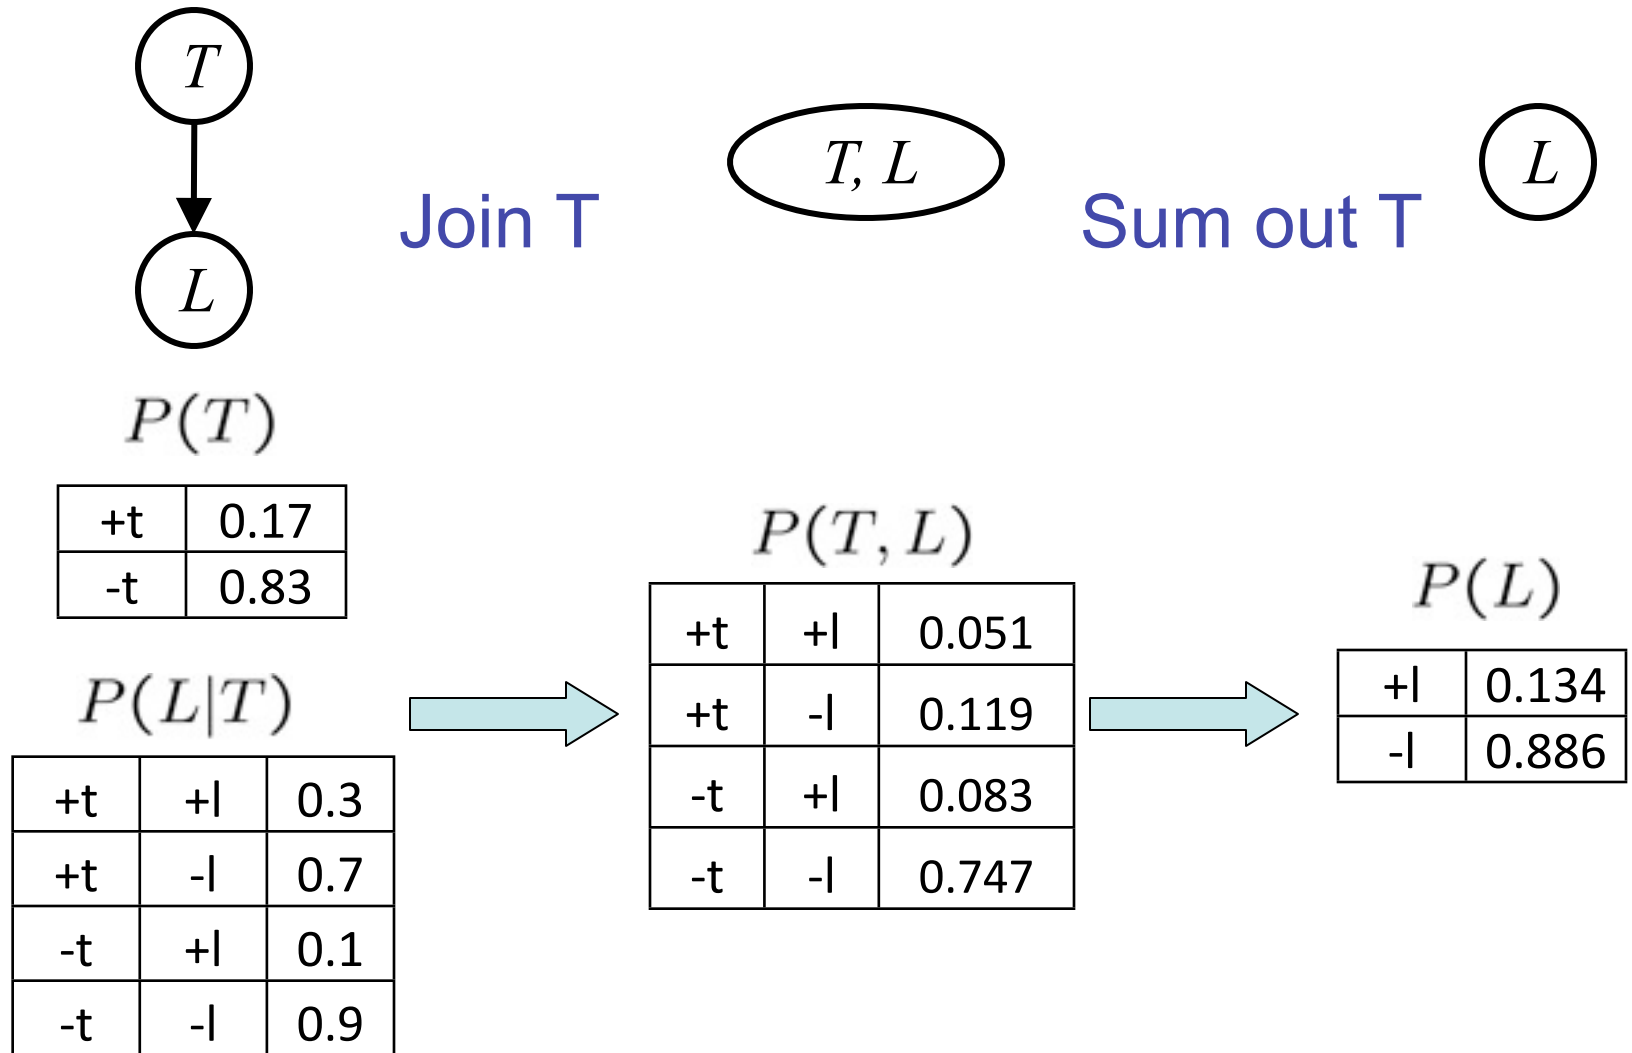 T
L
Join T
T, L
Sum out T
L
P(T)
+t 0.17
-t 0.83
P(L|T)
+t +l 0.3
+t -l 0.7
-t +l 0.1
-t -l 0.9
P(T, L)
+t +l 0.051
+t -l 0.119
-t +l 0.083
-t -l 0.747
P(L)
+l 0.134
-l 0.886